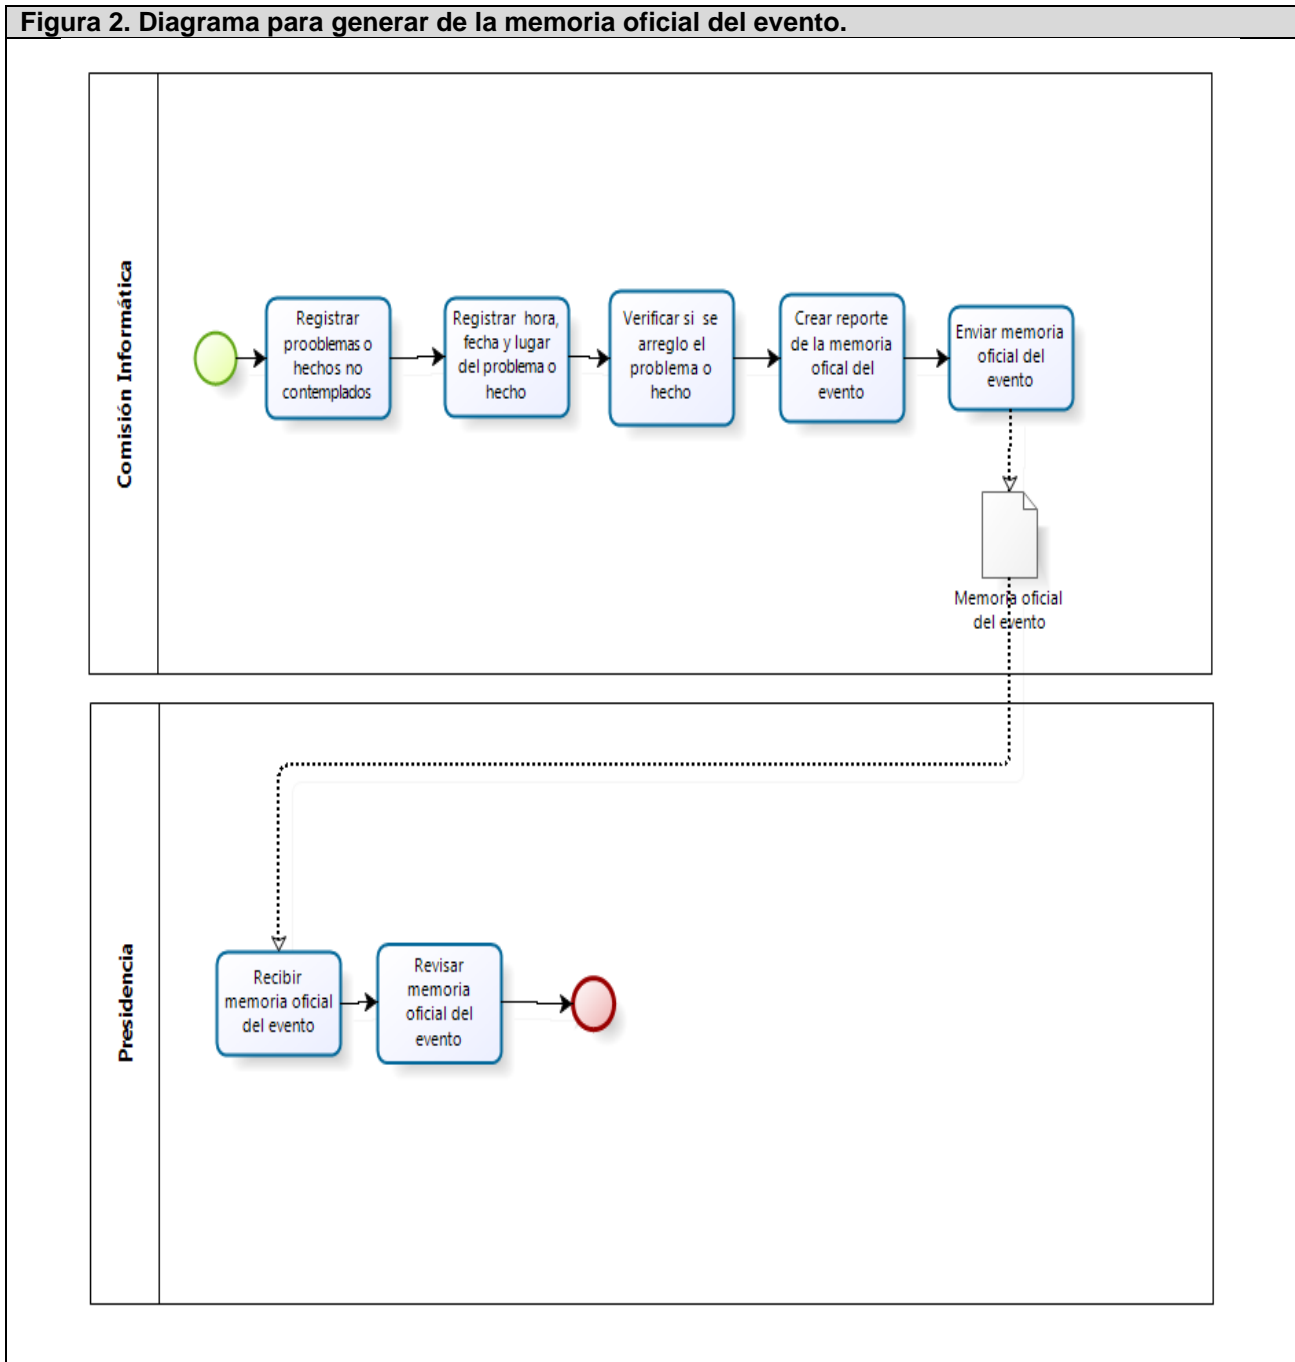 Figura 2. Diagrama para generar de la memoria oficial del evento.
Comisión Informática
Registrar
prooblemas o
hechos no
contemplados
Registrar hora,
fecha y lugar
del problema o
hecho
Verificar si se
arreglo el
problema o
hecho
Crear reporte
de la memoria
ofical del
evento
Enviar memoria
oficial del
evento
Memoria oficial
del evento
Presidencia
Recibir
memoria oficial
del evento
Revisar
memoria
oficial del
evento